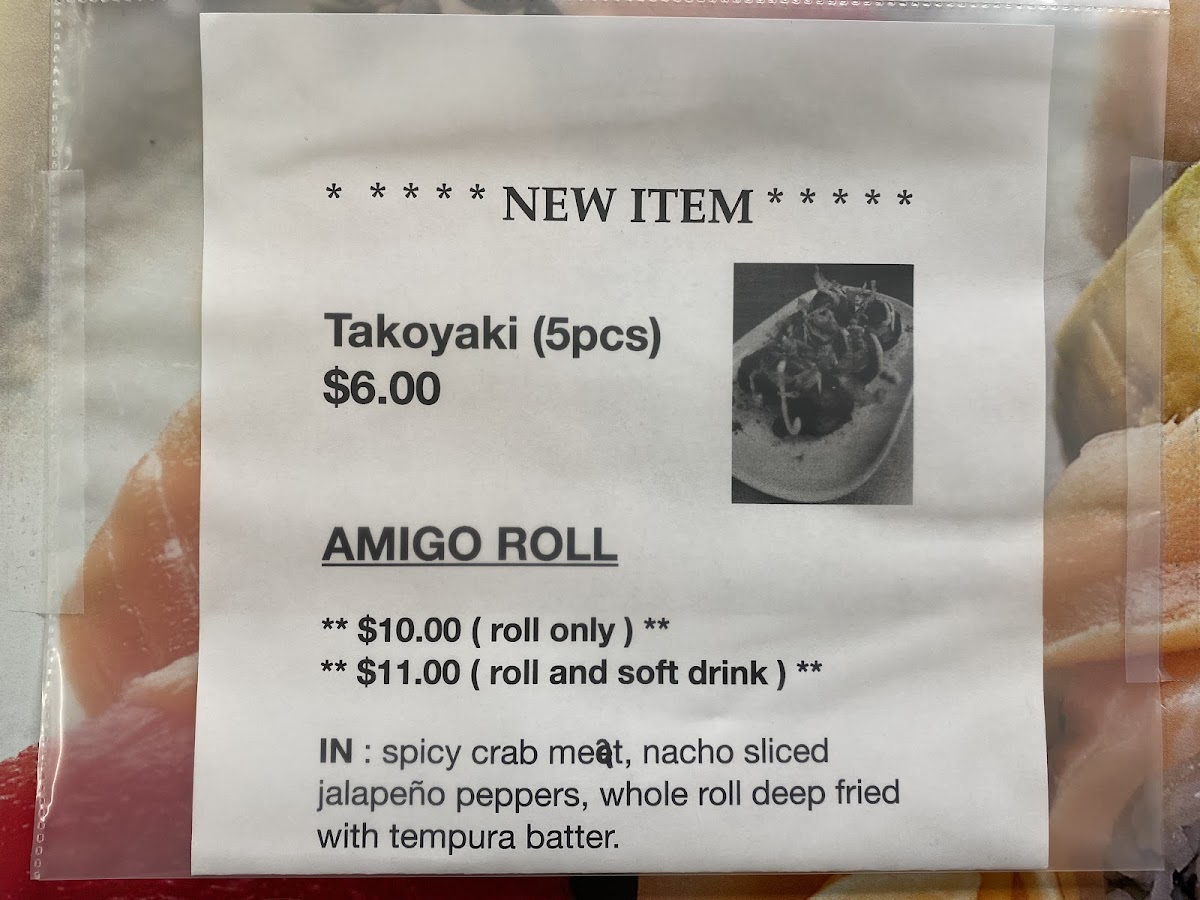 * * * * * * NEW ITEM * * * * *
Takoyaki (5pcs)
$6.00
AMIGO ROLL
** $10.00 ( roll only ) **
** $11.00 ( roll and soft drink ) **
IN : spicy crab meat, nacho sliced
jalapeño peppers, whole roll deep fried
with tempura batter.